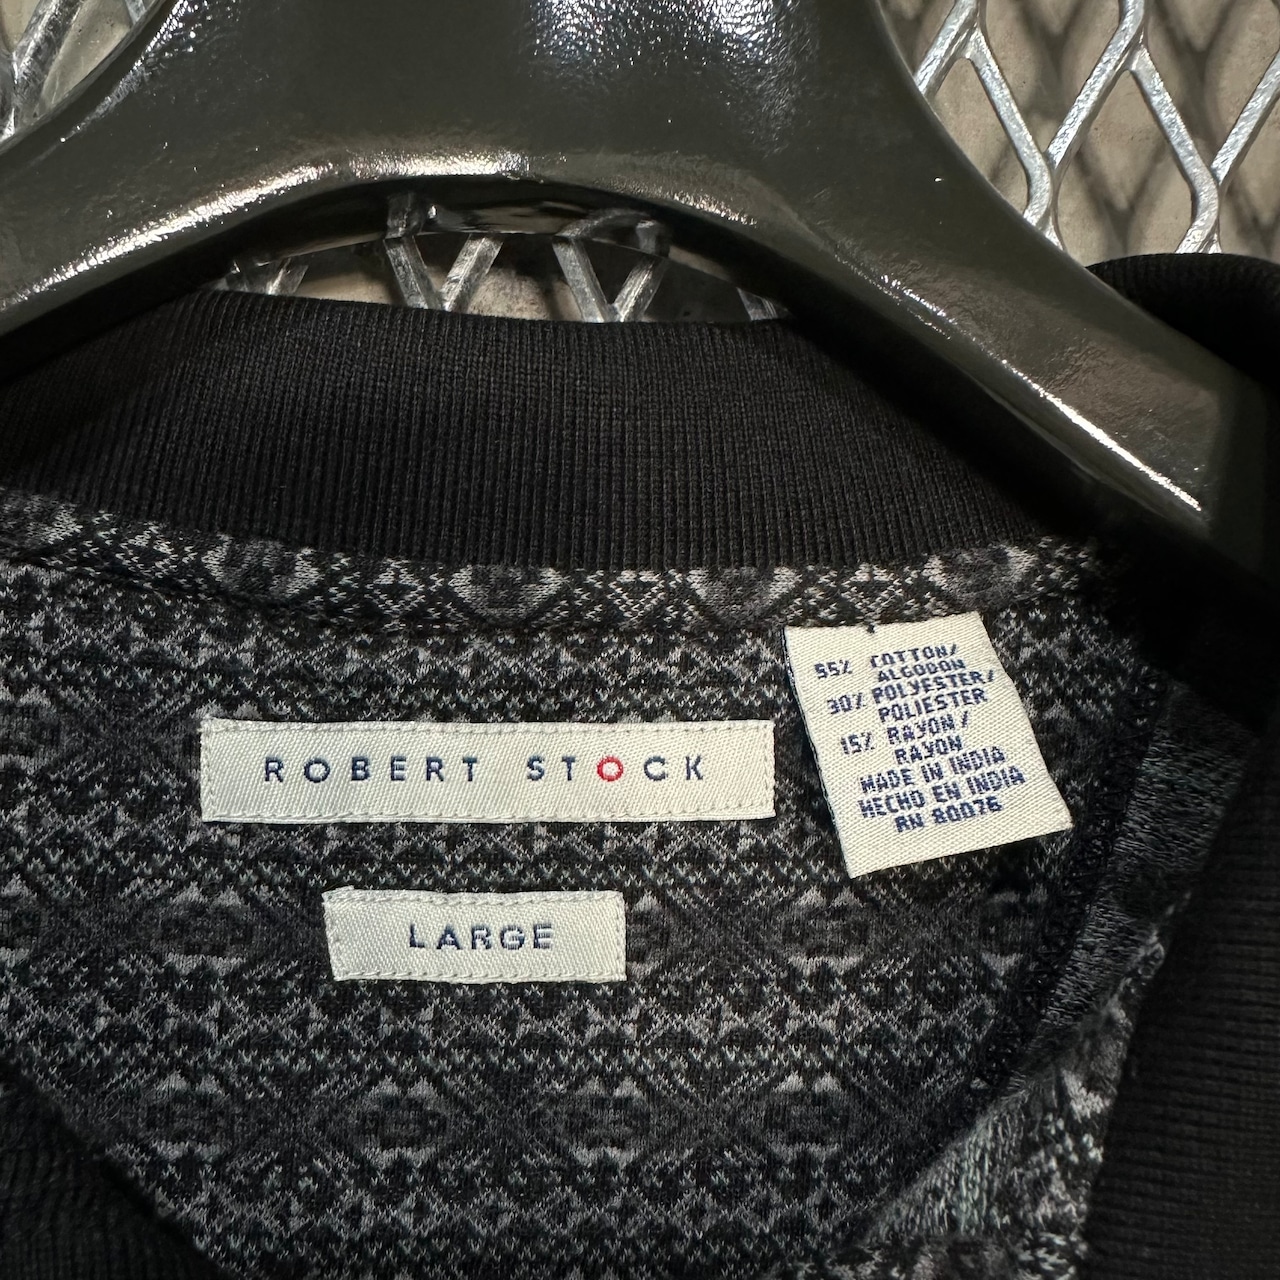 ROBERT STOCK
LARGE
55% COTTON/
ALGODON
30% POLYESTER/
POLIESTER
15% RAYON/
RAYON
MADE IN INDIA
HECHO EN INDIA
RN 80076